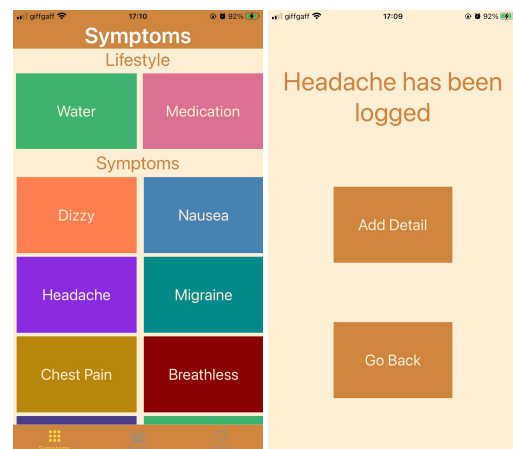 giffgaff 17:10 92%
Symptoms
Lifestyle
Water Medication
Symptoms
Dizzy Nausea
Headache Migraine
Chest Pain Breathless
Symptoms
giffgaff 17:09 92%
Headache has been
logged
Add Detail
Go Back